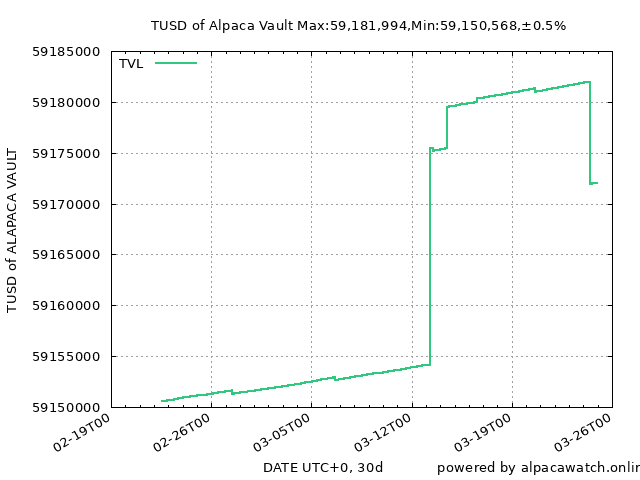 TUSD of Alpaca Vault Max:59,181,994,Min:59,150,568,±0.5%
TVL
59185000
59180000
59175000
59170000
59165000
59160000
59155000
59150000
TUSD of ALAPACA VAULT
02-19T00
02-26T00
03-05T00
03-12T00
03-19T00
03-26T00
DATE UTC+0, 30d
powered by alpacawatch.onlin